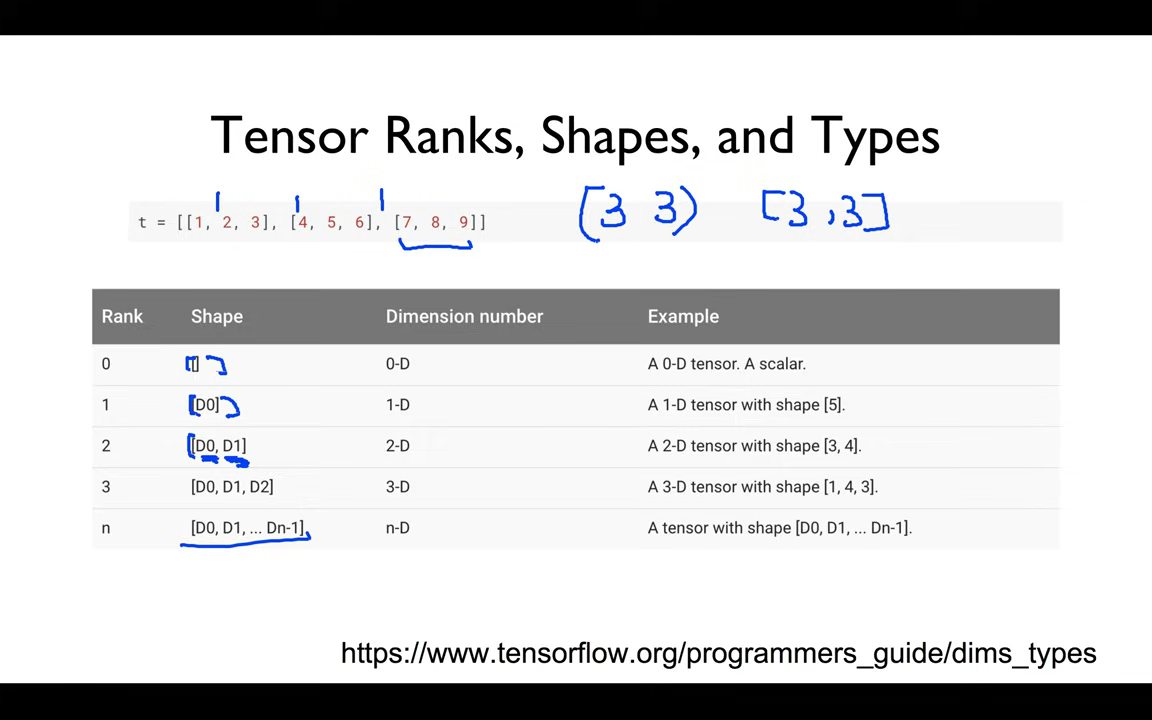 Tensor Ranks, Shapes, and Types
(3 3) [3,3]
t = [[1, 2, 3], [4, 5, 6], [7, 8, 9]]
Rank Shape Dimension number Example
0 [] 0-D A 0-D tensor. A scalar.
1 [D0] 1-D A 1-D tensor with shape [5].
2 [D0, D1] 2-D A 2-D tensor with shape [3, 4].
3 [D0, D1, D2] 3-D A 3-D tensor with shape [1, 4, 3].
n [D0, D1, ... Dn-1] n-D A tensor with shape [D0, D1, ... Dn-1].
https://www.tensorflow.org/programmers_guide/dims_types